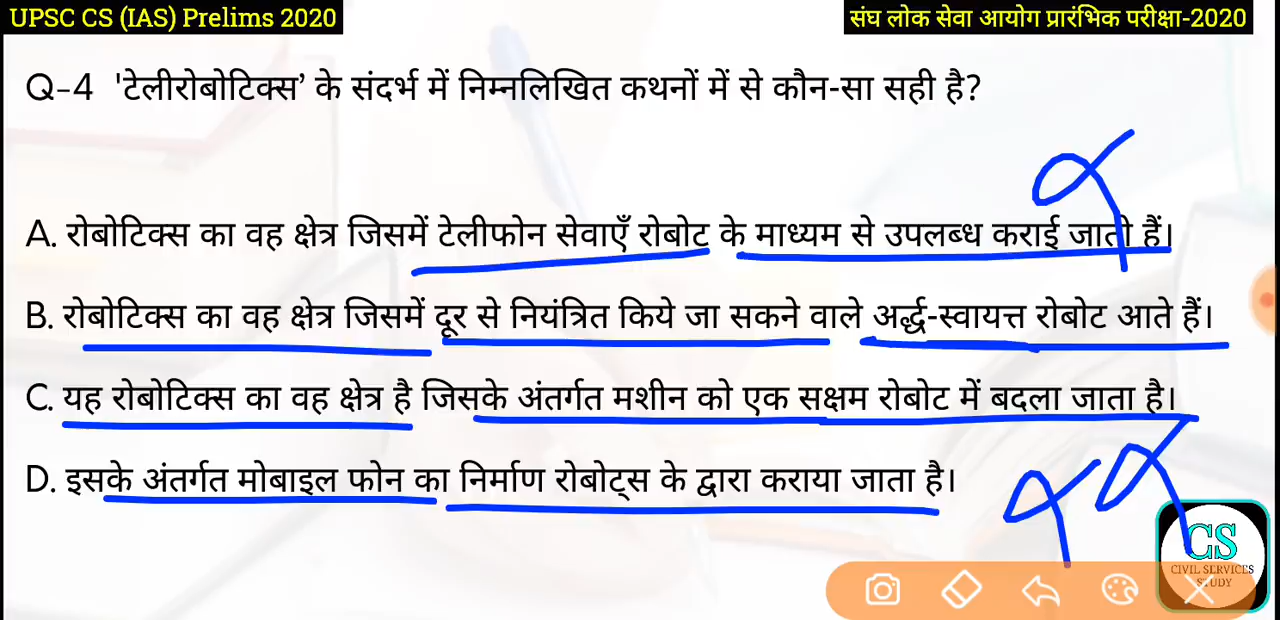 UPSC CS (IAS) Prelims 2020
संघ लोक सेवा आयोग प्रारंभिक परीक्षा-2020
Q-4 'टेलीरोबोटिक्स’ के संदर्भ में निम्नलिखित कथनों में से कौन-सा सही है?
A. रोबोटिक्स का वह क्षेत्र जिसमें टेलीफोन सेवाएँ रोबोट के माध्यम से उपलब्ध कराई जाती हैं।
B. रोबोटिक्स का वह क्षेत्र जिसमें दूर से नियंत्रित किये जा सकने वाले अर्द्ध-स्वायत्त रोबोट आते हैं।
C. यह रोबोटिक्स का वह क्षेत्र है जिसके अंतर्गत मशीन को एक सक्षम रोबोट में बदला जाता है।
D. इसके अंतर्गत मोबाइल फोन का निर्माण रोबोट्स के द्वारा कराया जाता है।
CS
CIVIL SERVICES
STUDY